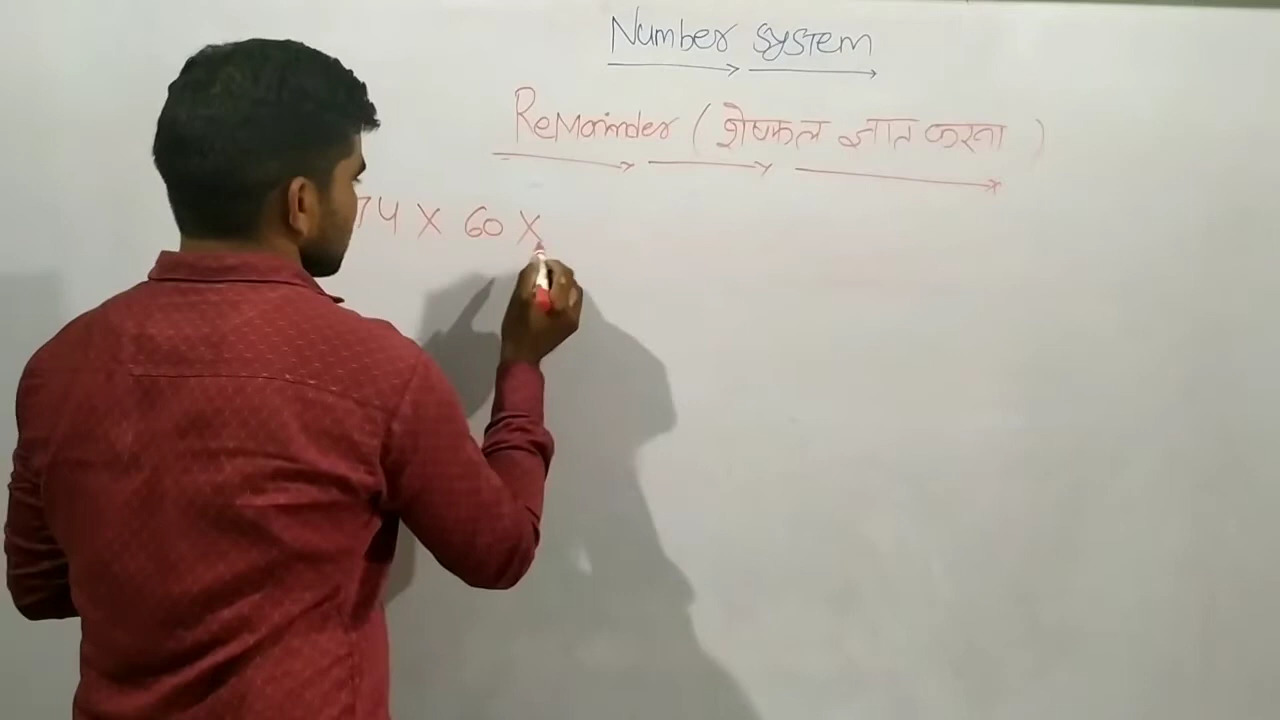 Number system
Remainder ( शेषफल ज्ञात करना )
74 X 60 X